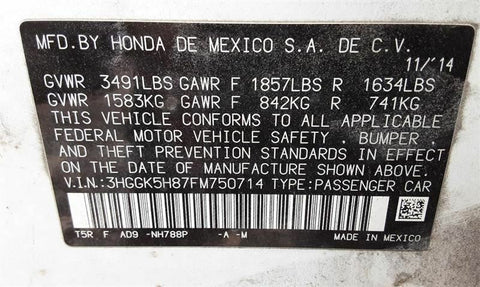 MFD.BY HONDA DE MEXICO S.A. DE C.V.
11/'14
GVWR 3491LBS GAWR F 1857LBS R 1634LBS
GVWR 1583KG GAWR F 842KG R 741KG
THIS VEHICLE CONFORMS TO ALL APPLICABLE
FEDERAL MOTOR VEHICLE SAFETY , BUMPER ,
AND THEFT PREVENTION STANDARDS IN EFFECT
ON THE DATE OF MANUFACTURE SHOWN ABOVE.
V.I.N.:3HGGK5H87FM750714 TYPE:PASSENGER CAR
T5R F AD9 -NH788P -A -M
MADE IN MEXICO